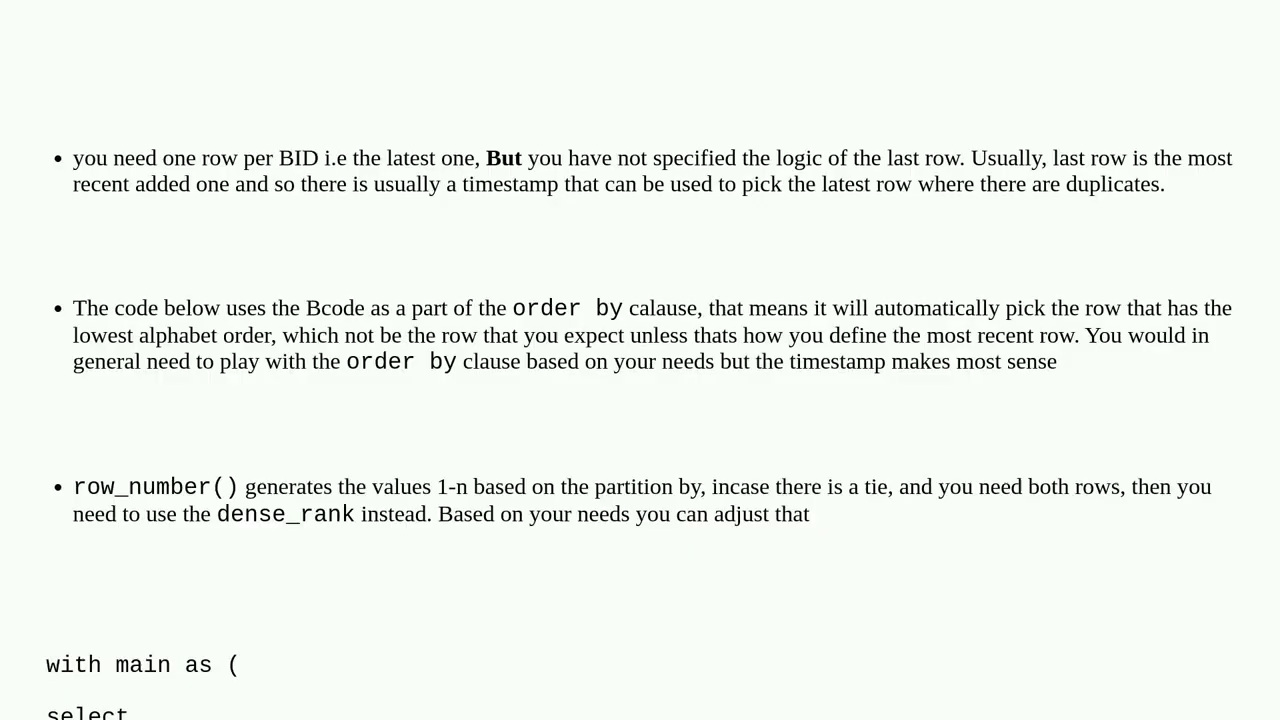 • you need one row per BID i.e the latest one, But you have not specified the logic of the last row. Usually, last row is the most
recent added one and so there is usually a timestamp that can be used to pick the latest row where there are duplicates.
• The code below uses the Bcode as a part of the order by calause, that means it will automatically pick the row that has the
lowest alphabet order, which not be the row that you expect unless thats how you define the most recent row. You would in
general need to play with the order by clause based on your needs but the timestamp makes most sense
• row_number() generates the values 1-n based on the partition by, incase there is a tie, and you need both rows, then you
need to use the dense_rank instead. Based on your needs you can adjust that
with main as (
select